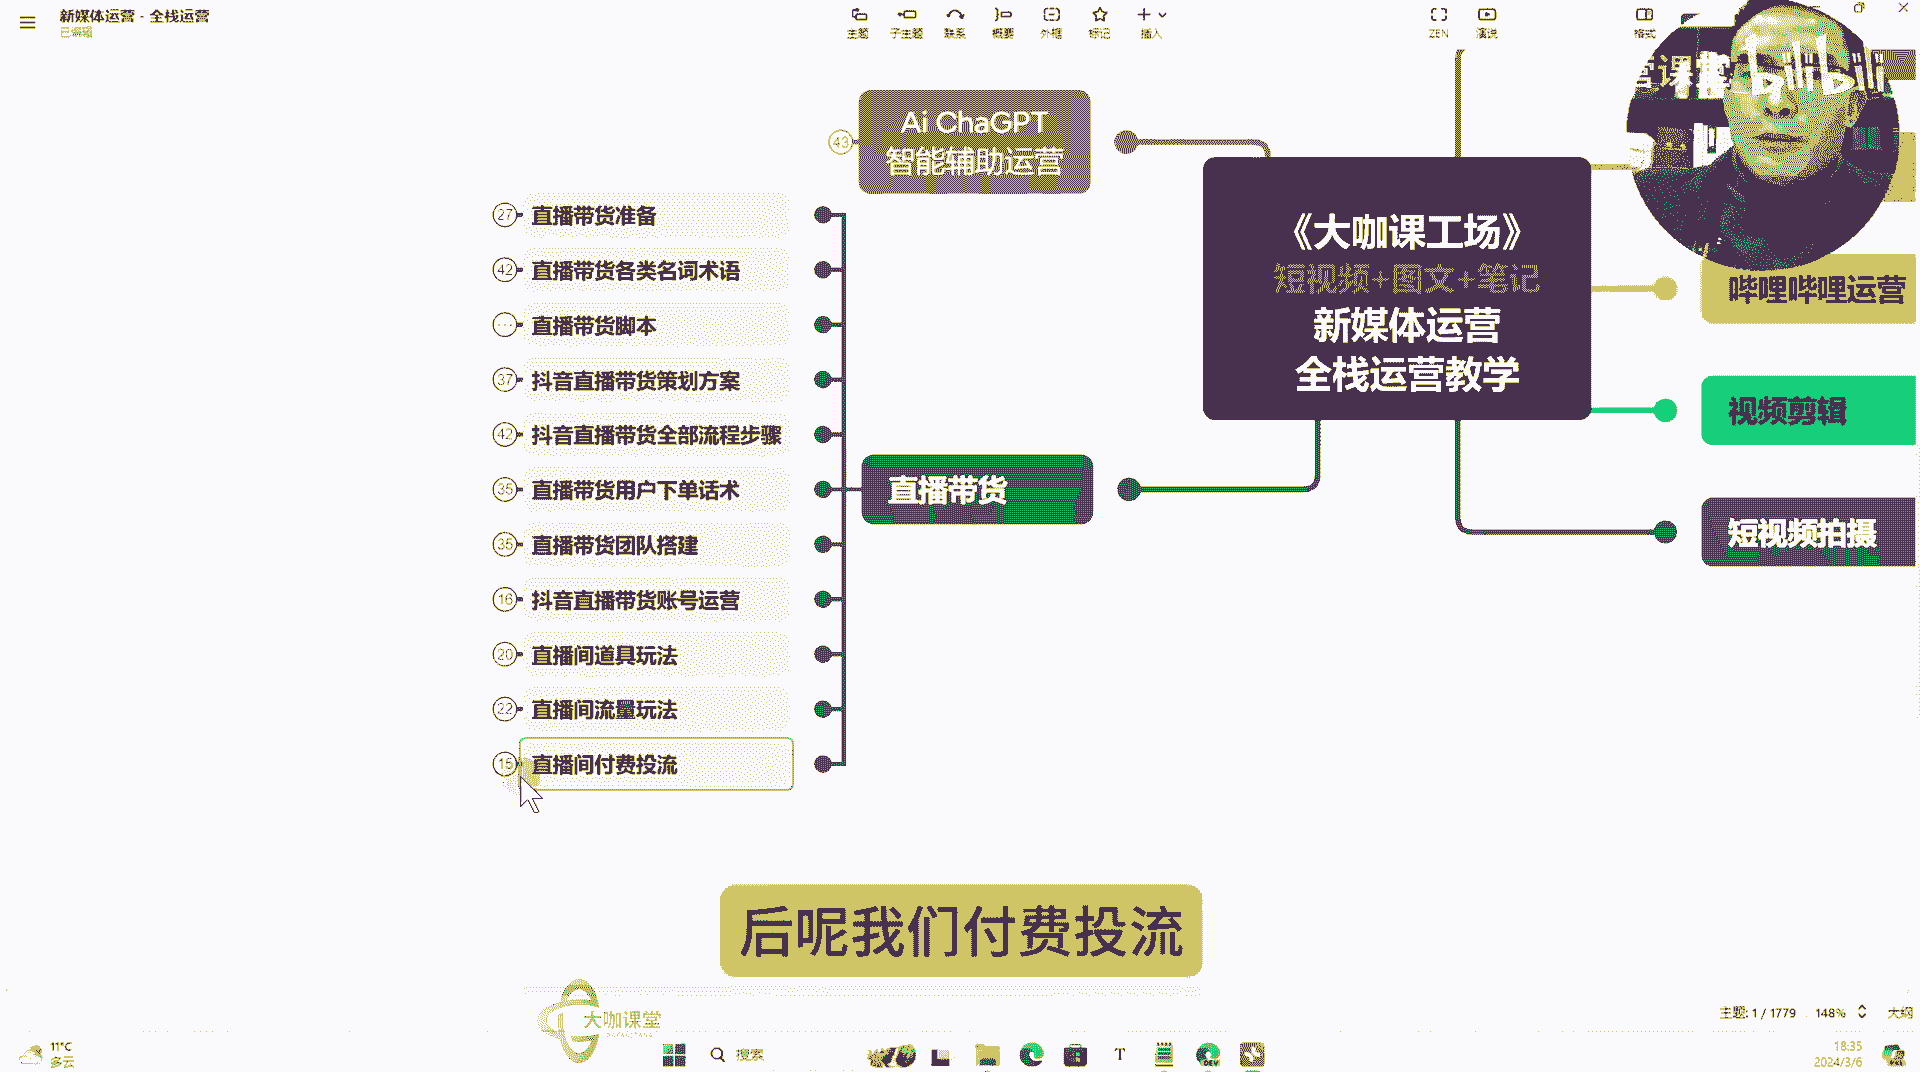 新媒体运营 - 全栈运营
已编辑
主题
子主题
联系
概要
外框
标记
插入
ZEN
演说
格式
营课堂 bilibili
43
Ai ChaGPT
智能辅助运营
27 直播带货准备
42 直播带货各类名词术语
... 直播带货脚本
37 抖音直播带货策划方案
42 抖音直播带货全部流程步骤
35 直播带货用户下单话术
35 直播带货团队搭建
16 抖音直播带货账号运营
20 直播间道具玩法
22 直播间流量玩法
15 直播间付费投流
直播带货
《大咖课工场》
短视频+图文+笔记
新媒体运营
全栈运营教学
哔哩哔哩运营
视频剪辑
短视频拍摄
后呢我们付费投流
大咖课堂
主题: 1 / 1779
148%
大纲
11°C
多云
搜索
T
DEV
18:35
2024/3/6